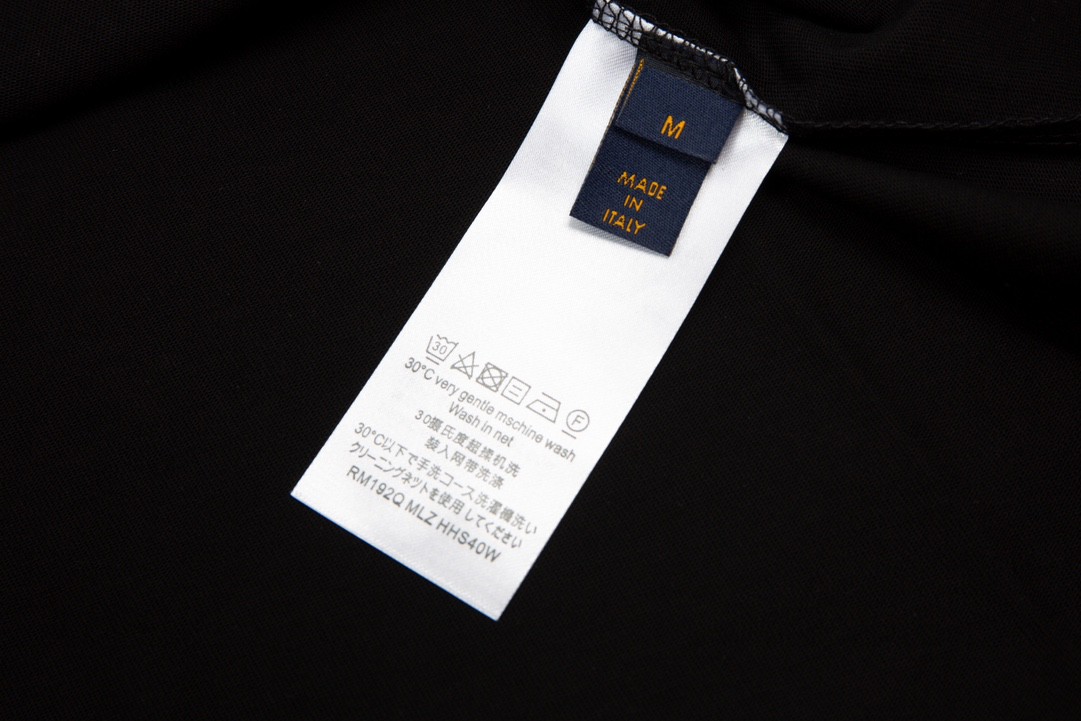 M
MADE
IN
ITALY
30
F
30°C very gentle mschine wash
Wash in net
30摄氏度超揉机洗
装入网带洗涤
30°C以下で手洗コース洗濯機洗い
クリーニングネットを使用してください
RM192Q MLZ HHS40W